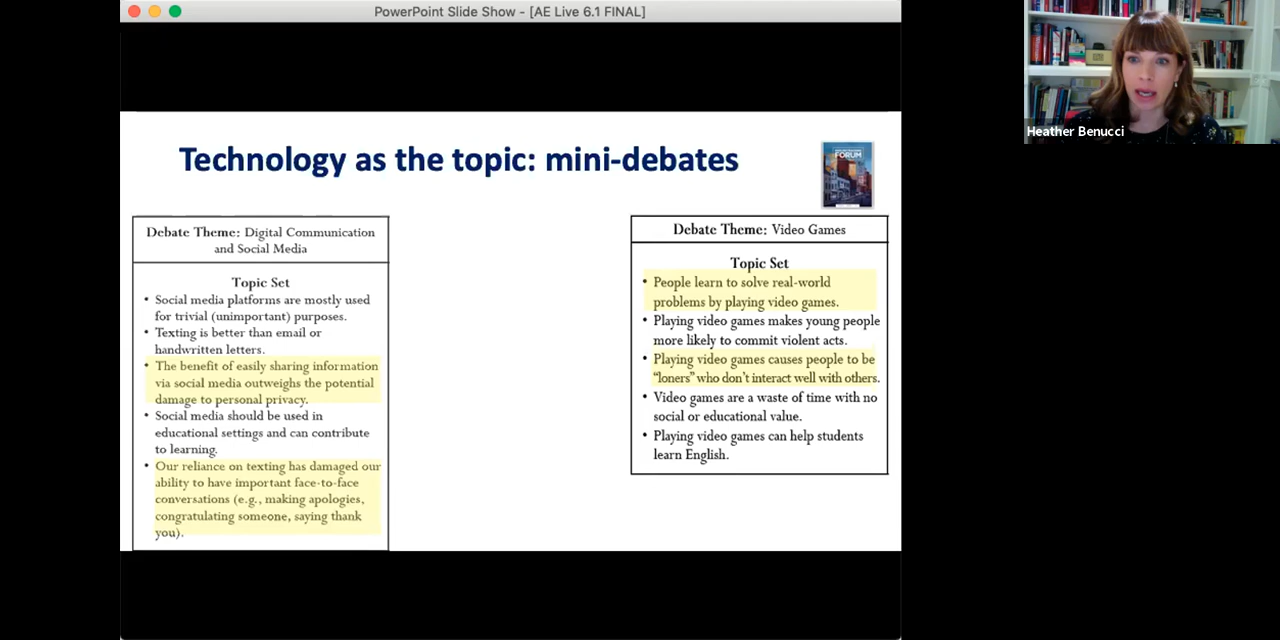 PowerPoint Slide Show - [AE Live 6.1 FINAL]
Heather Benucci
Technology as the topic: mini-debates
FORUM
Debate Theme: Digital Communication
and Social Media
Topic Set
• Social media platforms are mostly used
for trivial (unimportant) purposes.
• Texting is better than email or
handwritten letters.
• The benefit of easily sharing information
via social media outweighs the potential
damage to personal privacy.
• Social media should be used in
educational settings and can contribute
to learning.
• Our reliance on texting has damaged our
ability to have important face-to-face
conversations (e.g., making apologies,
congratulating someone, saying thank
you).
Debate Theme: Video Games
Topic Set
• People learn to solve real-world
problems by playing video games.
• Playing video games makes young people
more likely to commit violent acts.
• Playing video games causes people to be
“loners” who don’t interact well with others.
• Video games are a waste of time with no
social or educational value.
• Playing video games can help students
learn English.